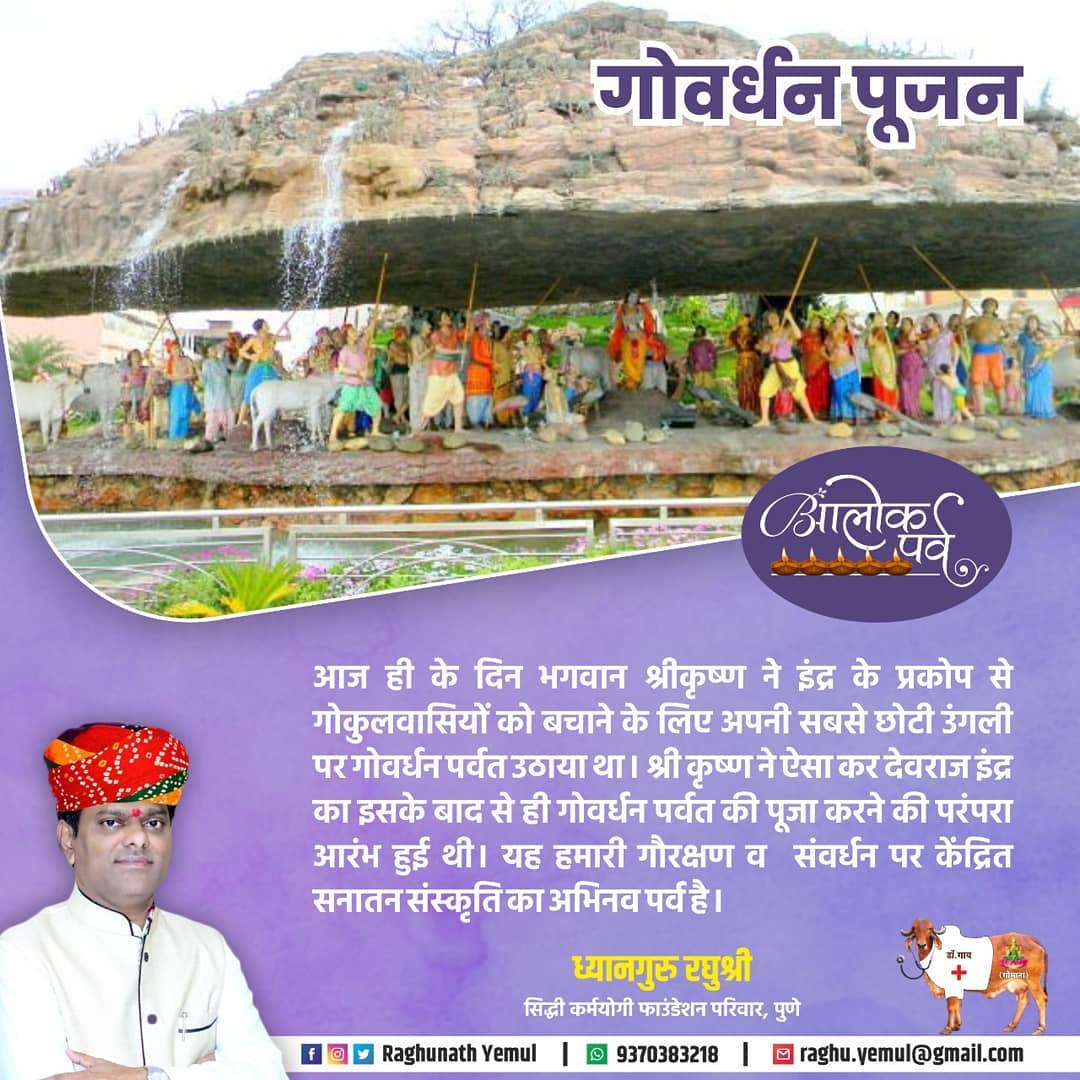 गोवर्धन पूजन
आलोक
पर्व
आज ही के दिन भगवान श्रीकृष्ण ने इंद्र के प्रकोप से
गोकुलवासियों को बचाने के लिए अपनी सबसे छोटी उंगली
पर गोवर्धन पर्वत उठाया था। श्री कृष्ण ने ऐसा कर देवराज इंद्र
का इसके बाद से ही गोवर्धन पर्वत की पूजा करने की परंपरा
आरंभ हुई थी। यह हमारी गौरक्षण व संवर्धन पर केंद्रित
सनातन संस्कृति का अभिनव पर्व है।
डॉ.गाय
(गोमाता)
ध्यानगुरु रघुश्री
सिद्धी कर्मयोगी फाउंडेशन परिवार, पुणे
Raghunath Yemul | 9370383218 | raghu.yemul@gmail.com